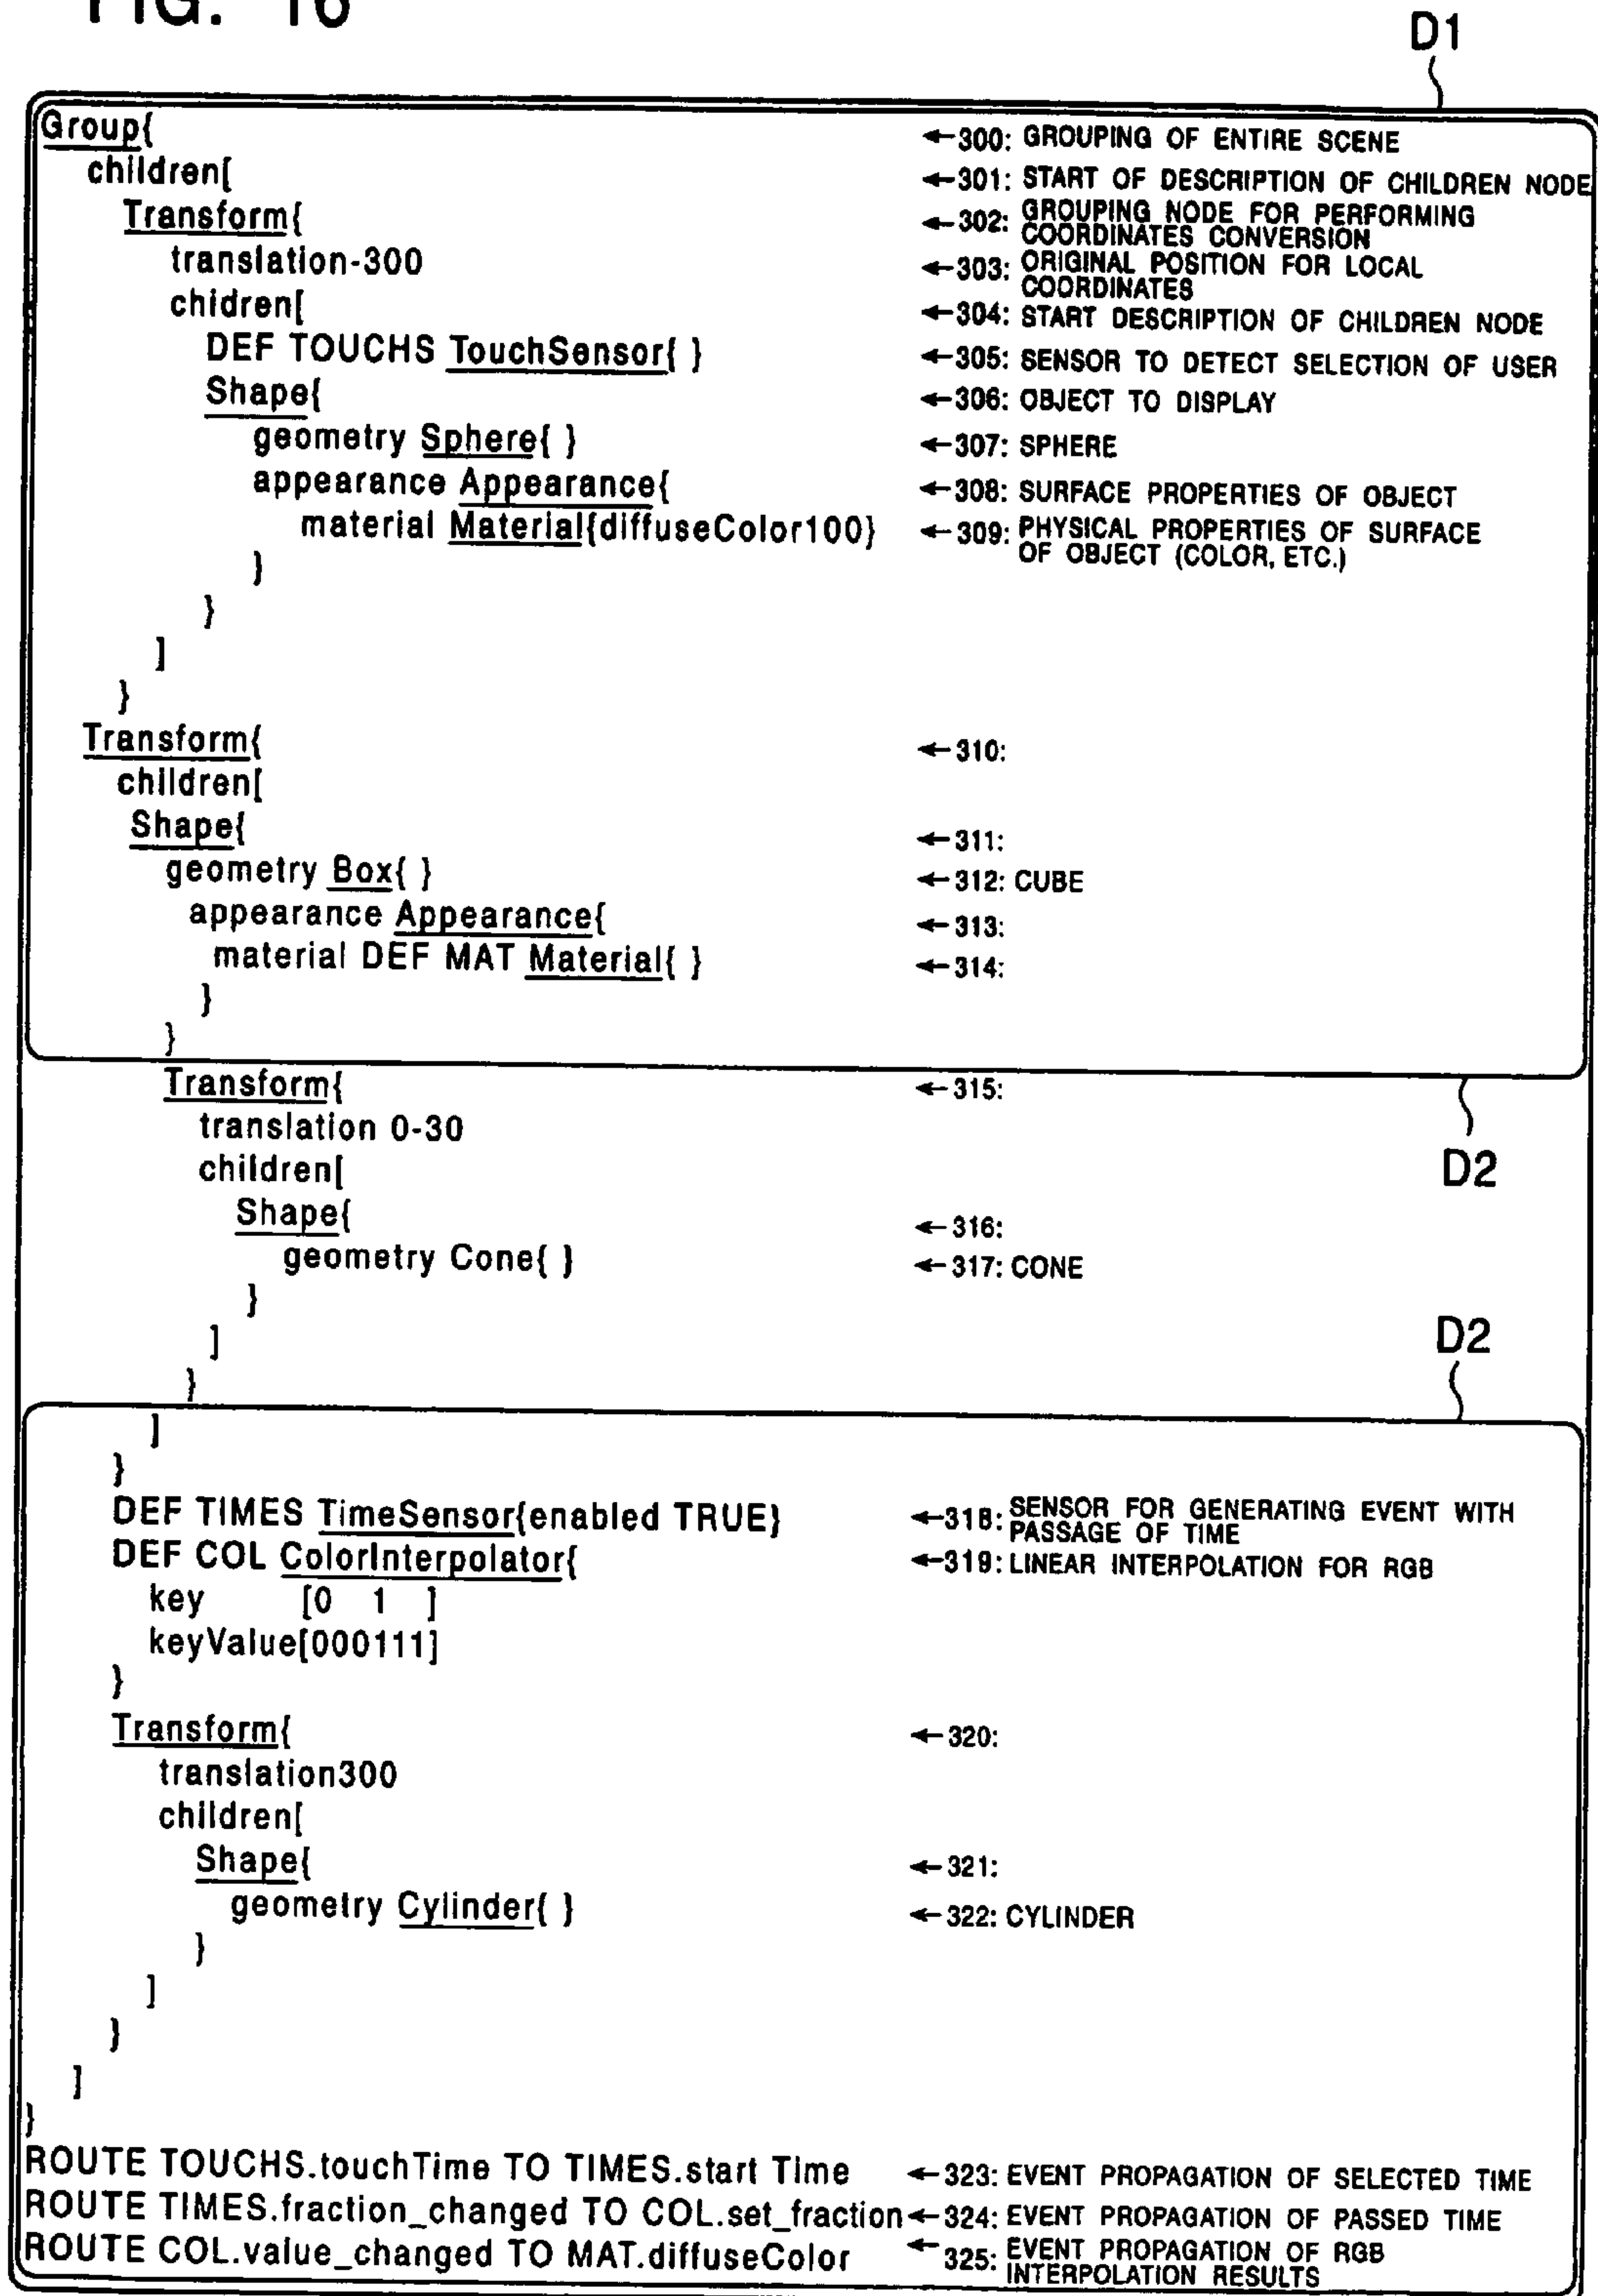 FIG. 16
D1
Group{ ←300: GROUPING OF ENTIRE SCENE
children[ ←301: START OF DESCRIPTION OF CHILDREN NODE
Transform{ ←302: GROUPING NODE FOR PERFORMING
COORDINATES CONVERSION
translation-300 ←303: ORIGINAL POSITION FOR LOCAL
COORDINATES
chidren[ ←304: START DESCRIPTION OF CHILDREN NODE
DEF TOUCHS TouchSensor{ } ←305: SENSOR TO DETECT SELECTION OF USER
Shape{ ←306: OBJECT TO DISPLAY
geometry Sphere{ } ←307: SPHERE
appearance Appearance{ ←308: SURFACE PROPERTIES OF OBJECT
material Material{diffuseColor100} ←309: PHYSICAL PROPERTIES OF SURFACE
OF OBJECT (COLOR, ETC.)
}
}
]
}
Transform{ ←310:
children[
Shape{ ←311:
geometry Box{ } ←312: CUBE
appearance Appearance{ ←313:
material DEF MAT Material{ } ←314:
}
}
Transform{ ←315:
translation 0-30
D2
children[
Shape{ ←316:
geometry Cone{ } ←317: CONE
}
]
D2
}
]
}
DEF TIMES TimeSensor{enabled TRUE} ←318: SENSOR FOR GENERATING EVENT WITH
PASSAGE OF TIME
DEF COL ColorInterpolator{ ←319: LINEAR INTERPOLATION FOR RGB
key [0 1 ]
keyValue[000111]
}
Transform{ ←320:
translation300
children[
Shape{ ←321:
geometry Cylinder{ } ←322: CYLINDER
}
]
}
]
}
ROUTE TOUCHS.touchTime TO TIMES.start Time ←323: EVENT PROPAGATION OF SELECTED TIME
ROUTE TIMES.fraction_changed TO COL.set_fraction←324: EVENT PROPAGATION OF PASSED TIME
ROUTE COL.value_changed TO MAT.diffuseColor ←325: EVENT PROPAGATION OF RGB
INTERPOLATION RESULTS